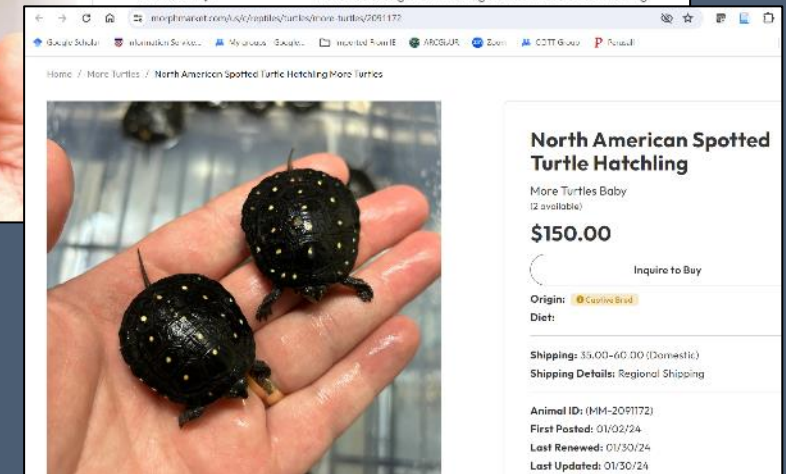 morphmarket.com/us/c/reptiles/turtles/more-turtles/2091172
Google Scholar Information Service... My groups - Google... Imported From IE ARCGISUR Zoom COTT Group Perusall
Home / More Turtles / North American Spotted Turtle Hatchling More Turtles
North American Spotted
Turtle Hatchling
More Turtles Baby
(2 available)
$150.00
Inquire to Buy
Origin: Captive Bred
Diet:
Shipping: 35.00-60.00 (Domestic)
Shipping Details: Regional Shipping
Animal ID: (MM-2091172)
First Posted: 01/02/24
Last Renewed: 01/30/24
Last Updated: 01/30/24